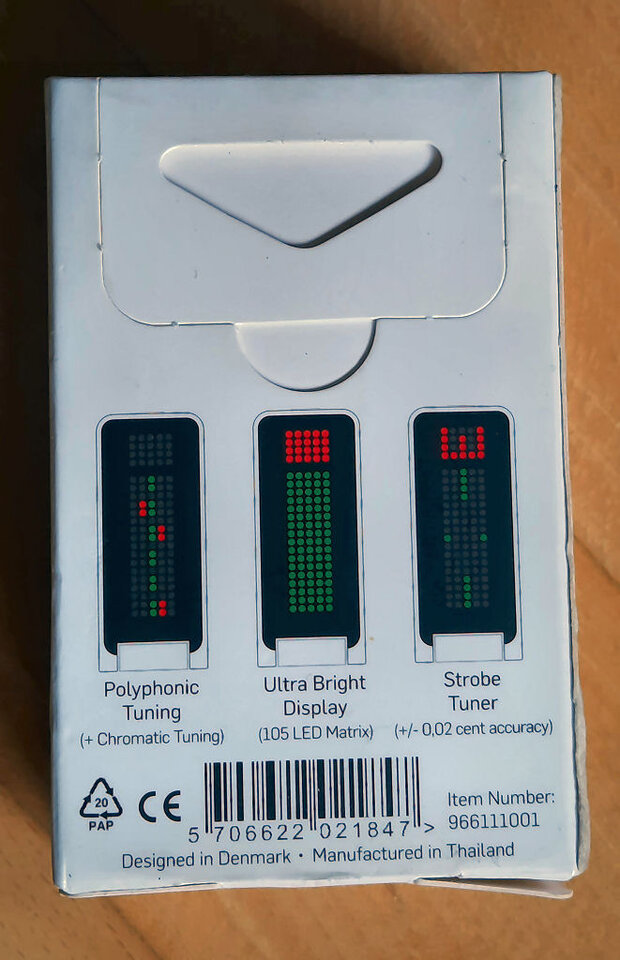 Polyphonic
Tuning
(+ Chromatic Tuning)
Ultra Bright
Display
(105 LED Matrix)
Strobe
Tuner
(+/- 0,02 cent accuracy)
20
PAP
CE
5 706622 021847 >
Item Number:
966111001
Designed in Denmark • Manufactured in Thailand